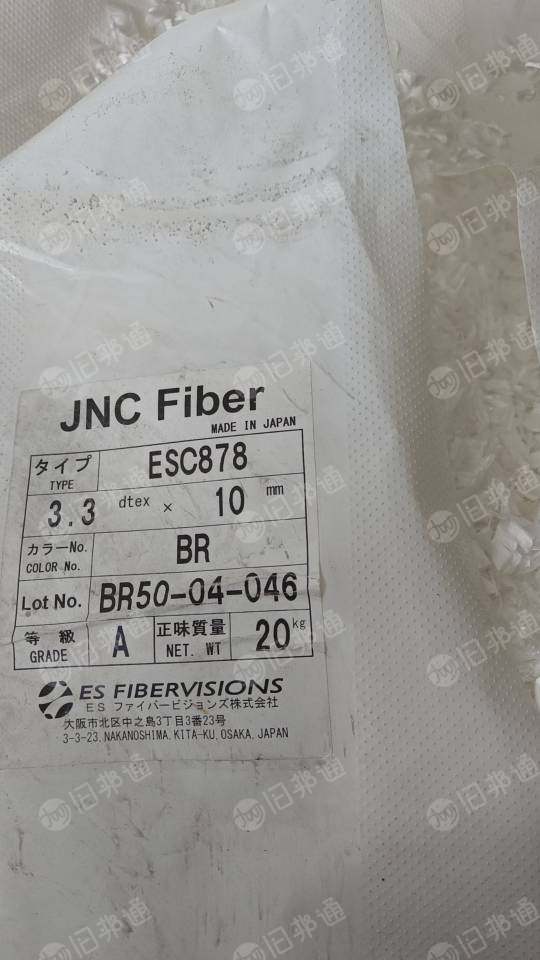 JNC Fiber
MADE IN JAPAN
タイプ
TYPE
ESC878
3.3 dtex × 10 mm
カラーNo.
COLOR No.
BR
Lot No. BR50-04-046
等級
GRADE
A
正味質量
NET. WT
20kg
ES FIBERVISIONS
ES ファイバービジョンズ株式会社
大阪市北区中之島3丁目3番23号
3-3-23, NAKANOSHIMA, KITA-KU, OSAKA, JAPAN
旧邦通